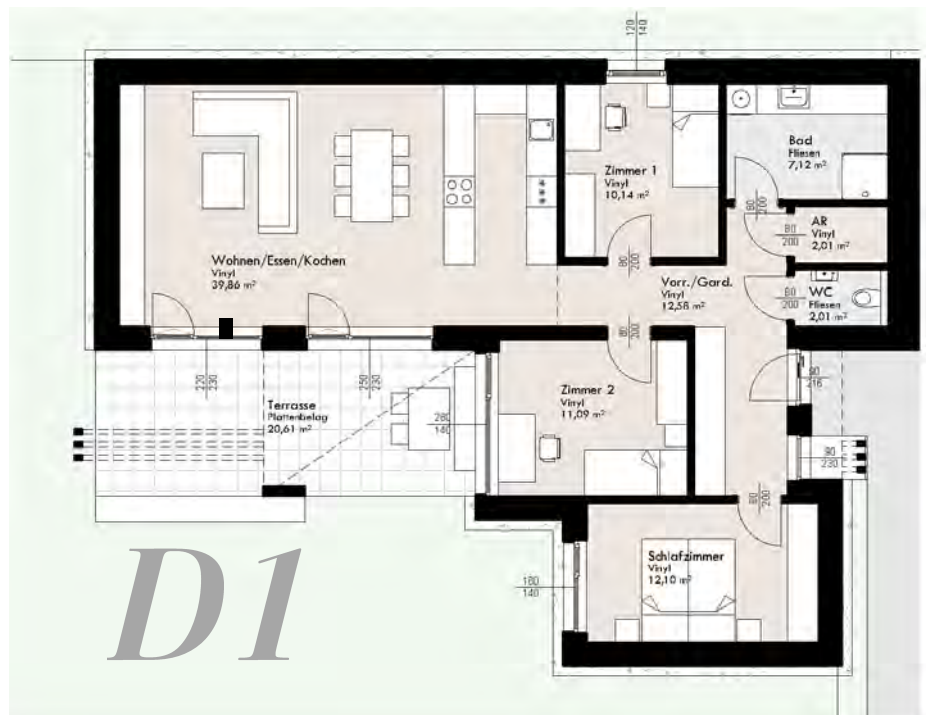 120
140
Bad
Fliesen
7,12 m²
Zimmer 1
Vinyl
10,14 m²
80
200
AR
Vinyl
2,01 m²
80
200
Wohnen/Essen/Kochen
Vinyl
39,86 m²
80
200
Vorr./Gard.
Vinyl
12,58 m²
80
200
WC
Fliesen
2,01 m²
80
200
220
230
250
230
Zimmer 2
Vinyl
11,09 m²
90
216
Terrasse
Plattenbelag
20,61 m²
280
140
90
230
80
200
D1
Schlafzimmer
Vinyl
12,10 m²
180
140